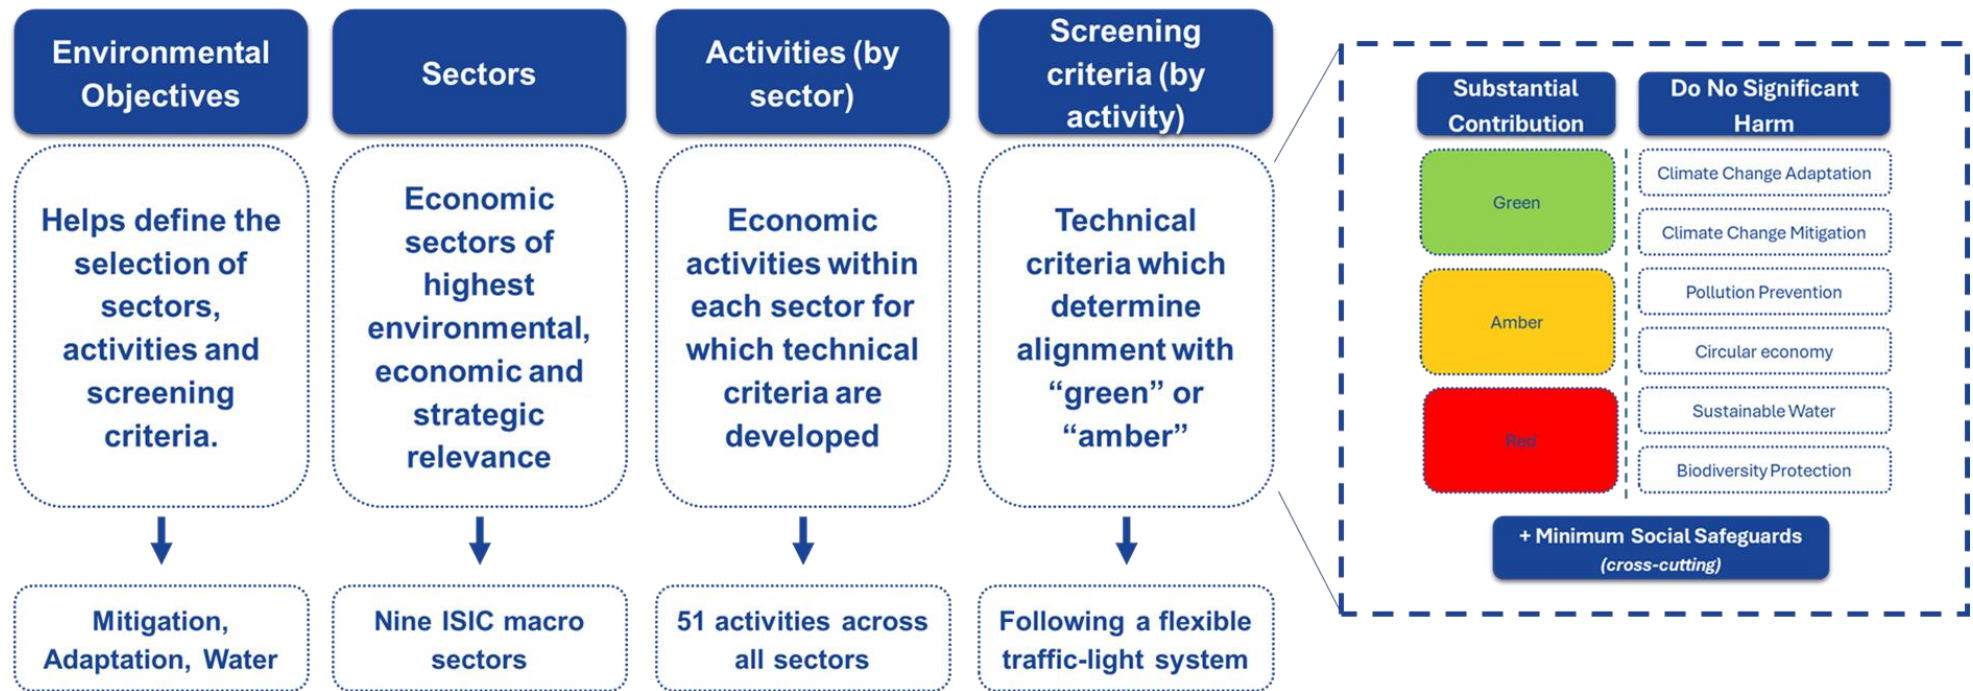 Environmental
Objectives
Helps define the
selection of
sectors,
activities and
screening
criteria.
Mitigation,
Adaptation, Water
Sectors
Economic
sectors of
highest
environmental,
economic and
strategic
relevance
Nine ISIC macro
sectors
Activities (by
sector)
Economic
activities within
each sector for
which technical
criteria are
developed
51 activities across
all sectors
Screening
criteria (by
activity)
Technical
criteria which
determine
alignment with
“green” or
“amber”
Following a flexible
traffic-light system
Substantial
Contribution
Green
Amber
Red
Do No Significant
Harm
Climate Change Adaptation
Climate Change Mitigation
Pollution Prevention
Circular economy
Sustainable Water
Biodiversity Protection
+ Minimum Social Safeguards
(cross-cutting)